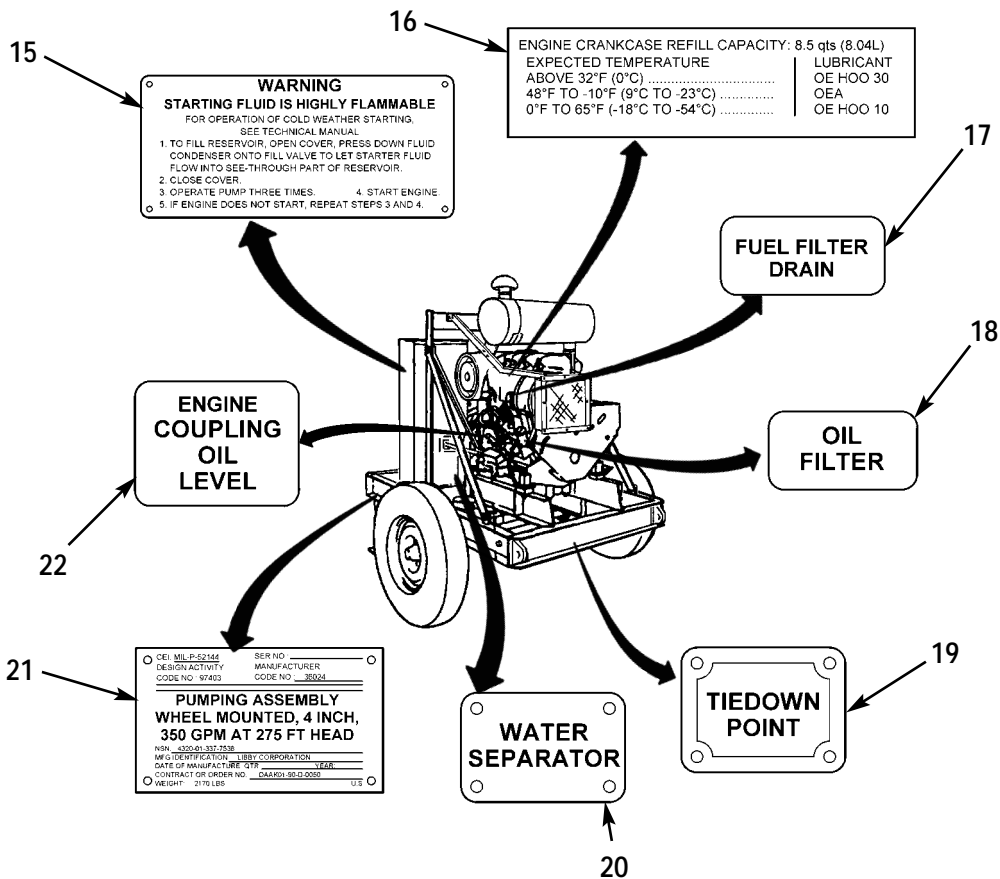 15
WARNING
STARTING FLUID IS HIGHLY FLAMMABLE
FOR OPERATION OF COLD WEATHER STARTING,
SEE TECHNICAL MANUAL
1. TO FILL RESERVOIR, OPEN COVER, PRESS DOWN FLUID
CONDENSER ONTO FILL VALVE TO LET STARTER FLUID
FLOW INTO SEE-THROUGH PART OF RESERVOIR.
2. CLOSE COVER.
3. OPERATE PUMP THREE TIMES. 4. START ENGINE.
5. IF ENGINE DOES NOT START, REPEAT STEPS 3 AND 4.
16
ENGINE CRANKCASE REFILL CAPACITY: 8.5 qts (8.04L)
EXPECTED TEMPERATURE LUBRICANT
ABOVE 32°F (0°C) .................................. OE HOO 30
48°F TO -10°F (9°C TO -23°C) .............. OEA
0°F TO 65°F (-18°C TO -54°C) .............. OE HOO 10
17
FUEL FILTER
DRAIN
18
OIL
FILTER
ENGINE
COUPLING
OIL
LEVEL
22
21
CEI. MIL-P-52144 SER NO
DESIGN ACTIVITY MANUFACTURER
CODE NO 97403 CODE NO 3B024
PUMPING ASSEMBLY
WHEEL MOUNTED, 4 INCH,
350 GPM AT 275 FT HEAD
NSN. 4320-01-337-7538
MFG IDENTIFICATION LIBBY CORPORATION
DATE OF MANUFACTURE QTR YEAR:
CONTRACT OR ORDER NO. DAAK01-90-D-0050
WEIGHT 2170 LBS U.S
WATER
SEPARATOR
20
TIEDOWN
POINT
19